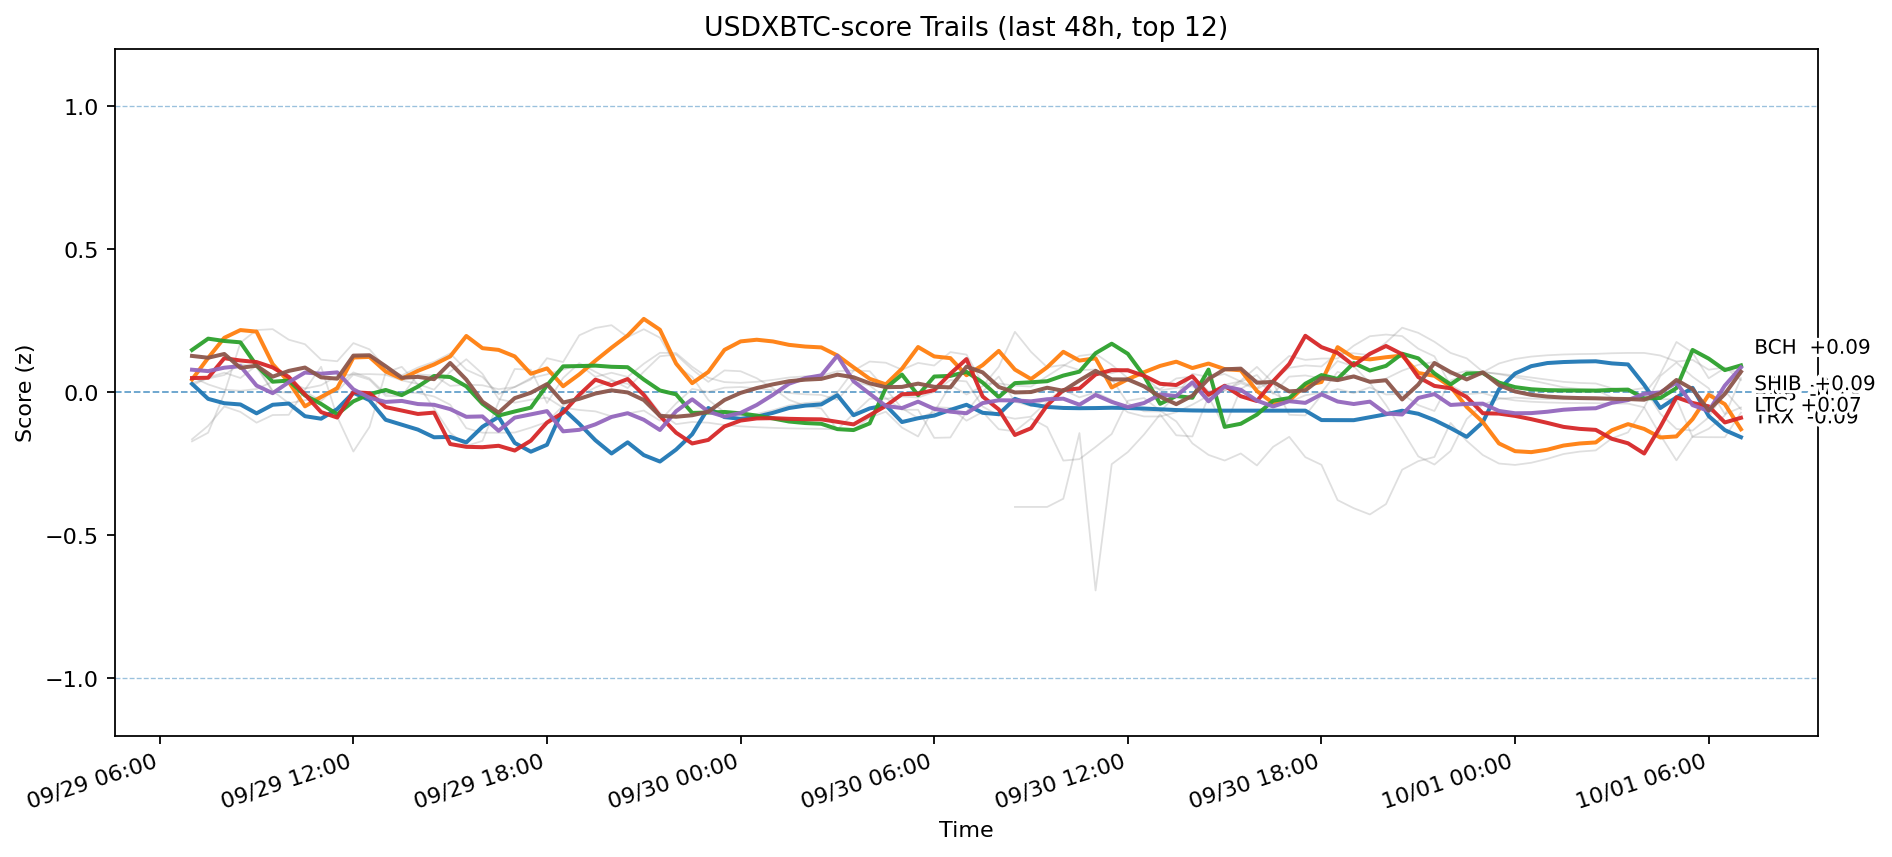 USDXBTC-score Trails (last 48h, top 12)
Score (z)
1.0
0.5
0.0
−0.5
−1.0
BCH +0.09
SHIB +0.09
LTC +0.07
TRX -0.09
09/29 06:00
09/29 12:00
09/29 18:00
09/30 00:00
09/30 06:00
09/30 12:00
09/30 18:00
10/01 00:00
10/01 06:00
Time